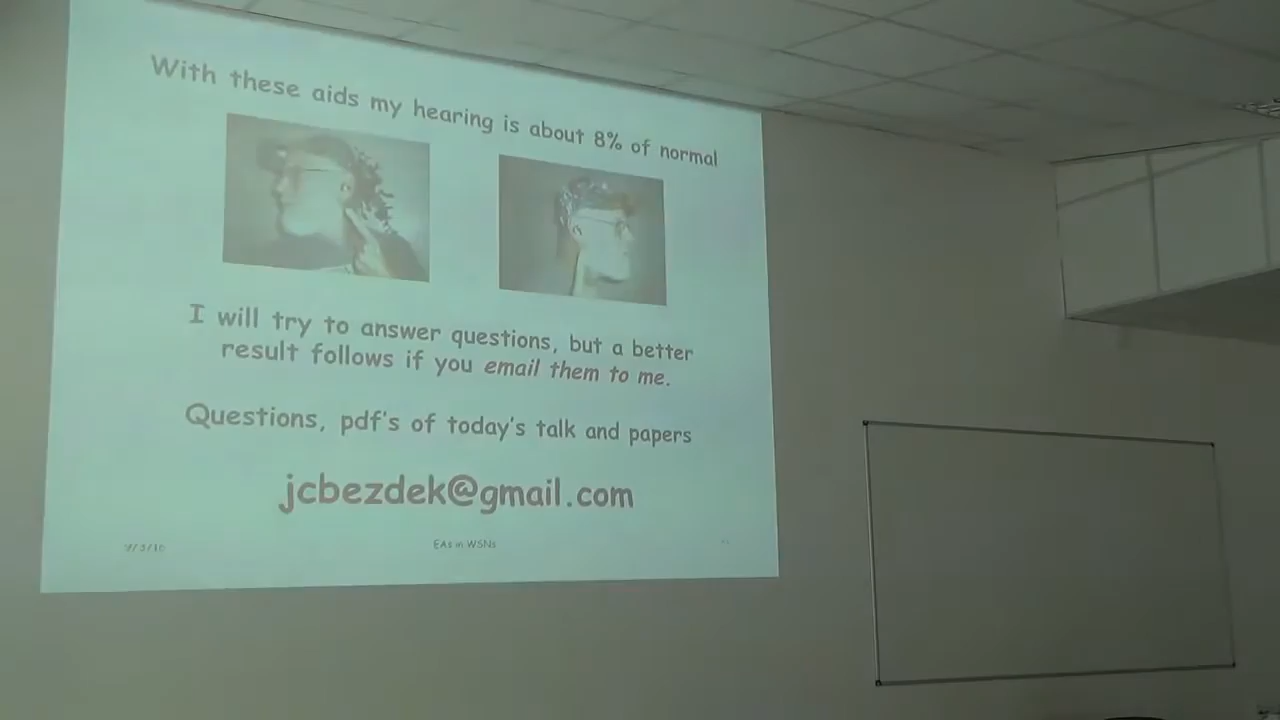 With these aids my hearing is about 8% of normal
I will try to answer questions, but a better
result follows if you email them to me.
Questions, pdf's of today's talk and papers
jcbezdek@gmail.com
EAs in WSNs